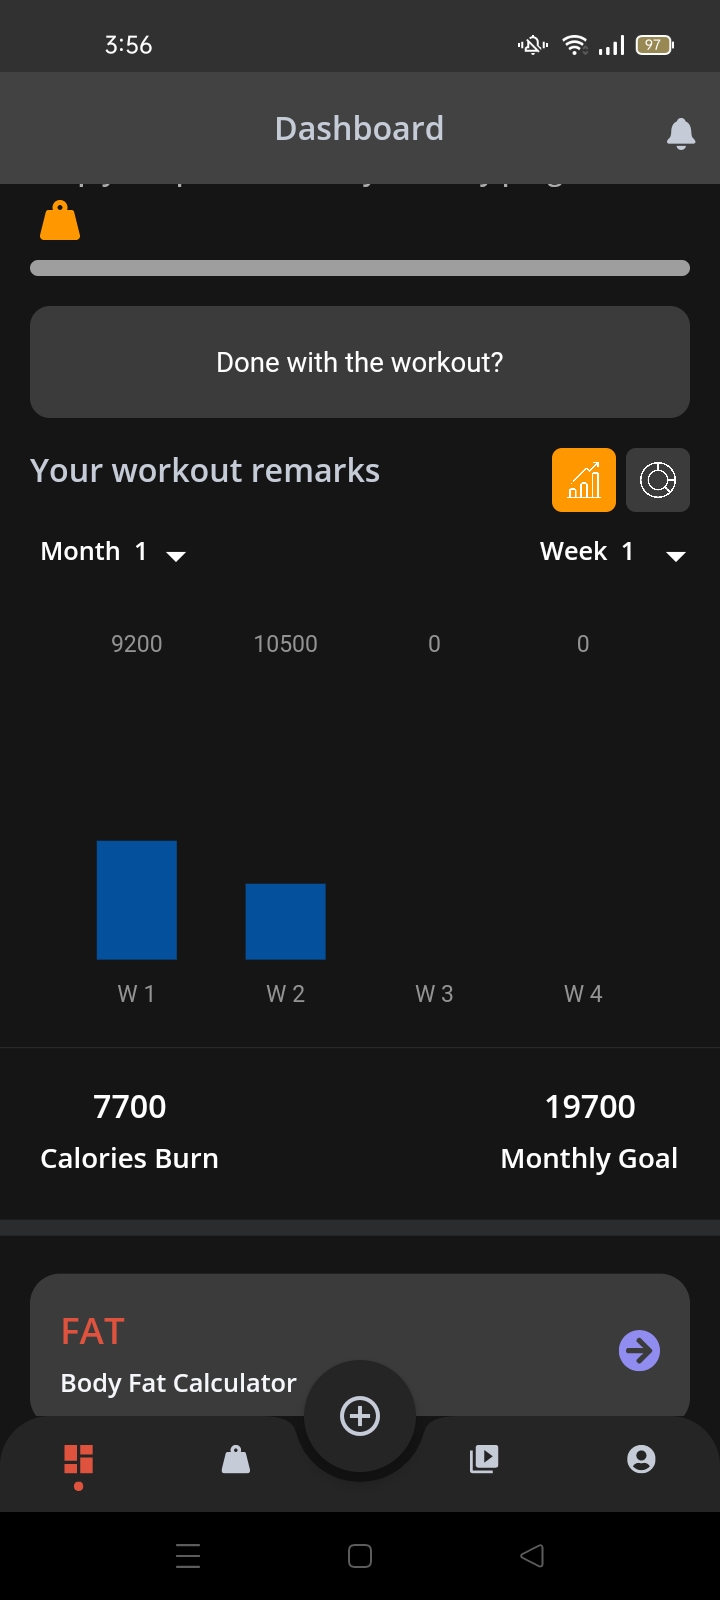 3:56
97
Dashboard
Done with the workout?
Your workout remarks
Month 1
Week 1
9200 10500 0 0
W 1 W 2 W 3 W 4
7700 19700
Calories Burn Monthly Goal
FAT
Body Fat Calculator